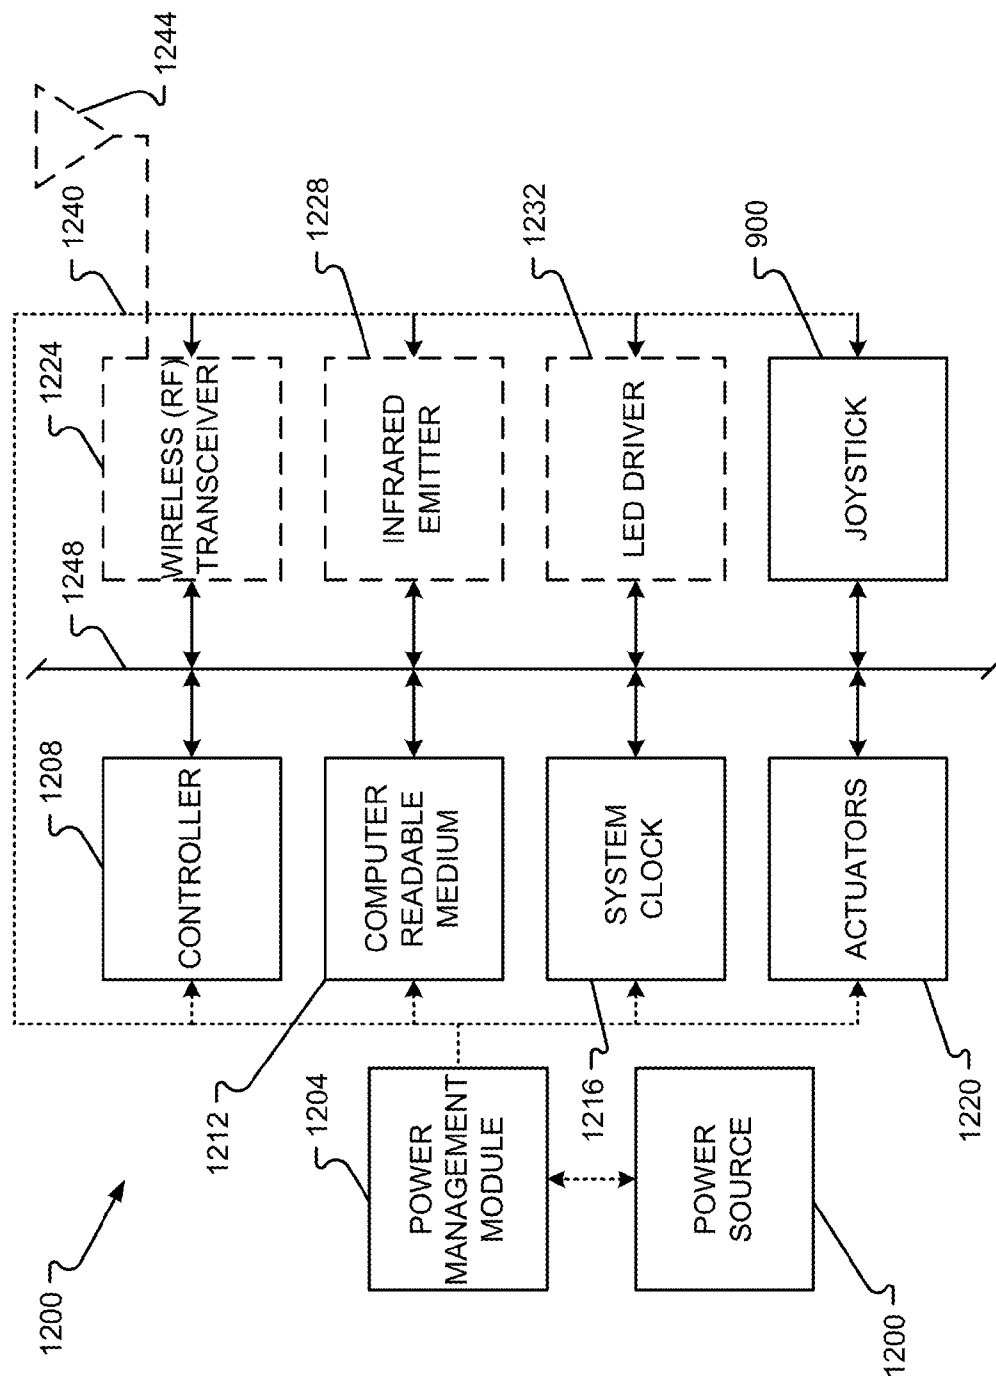 1200
1204
POWER
MANAGEMENT
MODULE
POWER
SOURCE
1200
1208
CONTROLLER
1212
COMPUTER
READABLE
MEDIUM
1216
SYSTEM
CLOCK
1220
ACTUATORS
1248
1224
WIRELESS (RF)
TRANSCEIVER
1228
INFRARED
EMITTER
1232
LED DRIVER
900
JOYSTICK
1240
1244